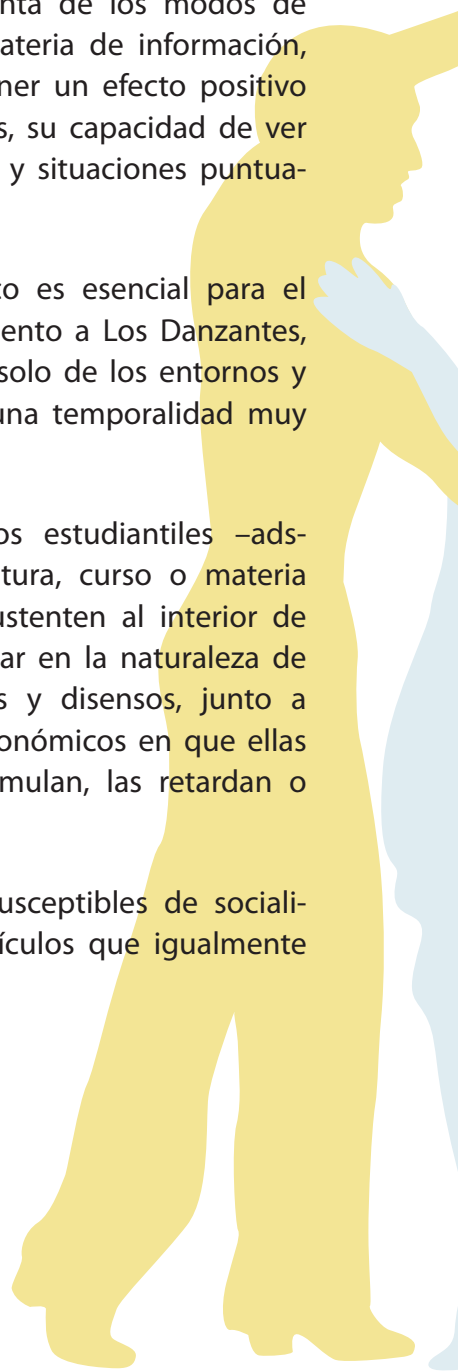 nta de los modos de
ateria de información,
ner un efecto positivo
s, su capacidad de ver
y situaciones puntua-
co es esencial para el
ento a Los Danzantes,
solo de los entornos y
una temporalidad muy
os estudiantiles –ads-
tura, curso o materia
ustenten al interior de
ar en la naturaleza de
s y disensos, junto a
onómicos en que ellas
mulan, las retardan o
usceptibles de sociali-
ículos que igualmente